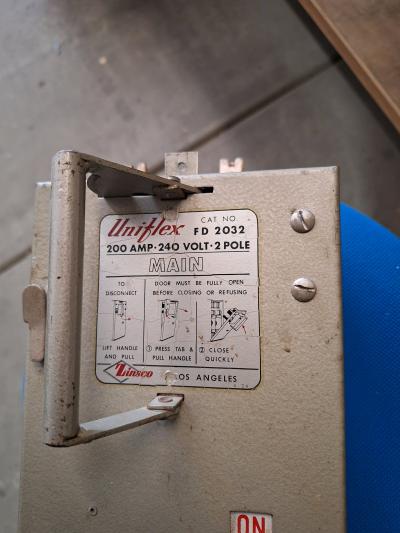 Uniflex
CAT NO.
FD 2032
200 AMP·240 VOLT·2 POLE
MAIN
TO
DISCONNECT
LIFT HANDLE
AND PULL
DOOR MUST BE FULLY OPEN
BEFORE CLOSING OR REFUSING
① PRESS TAB &
PULL HANDLE
② CLOSE
QUICKLY
Zinsco
LOS ANGELES
ON